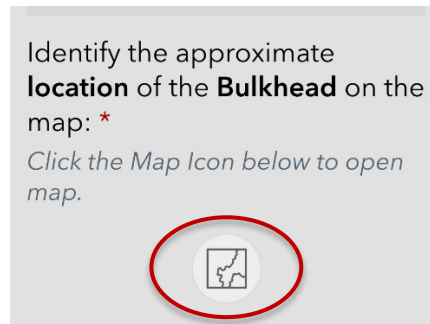 Identify the approximate
location of the Bulkhead on the
map: *
Click the Map Icon below to open
map.